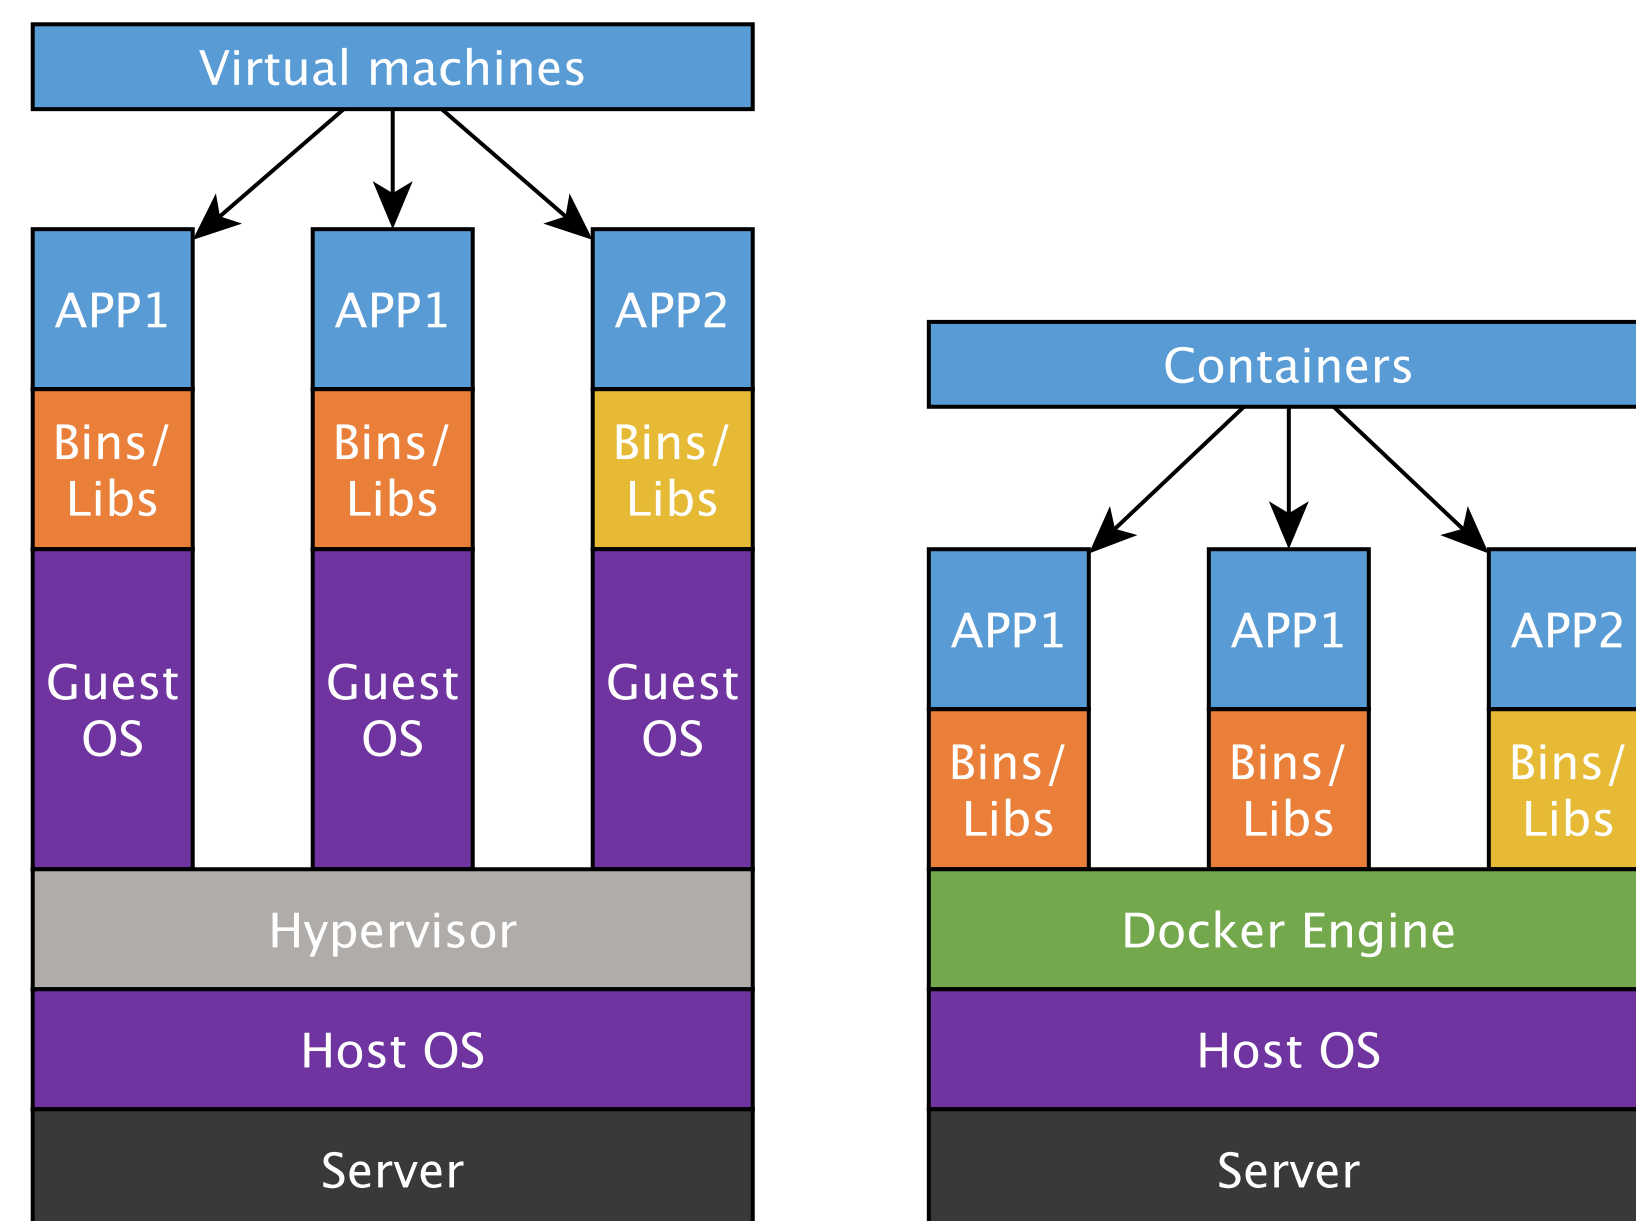 Virtual machines
APP1
APP1
APP2
Bins/
Libs
Bins/
Libs
Bins/
Libs
Guest
OS
Guest
OS
Guest
OS
Hypervisor
Host OS
Server
Containers
APP1
APP1
APP2
Bins/
Libs
Bins/
Libs
Bins/
Libs
Docker Engine
Host OS
Server